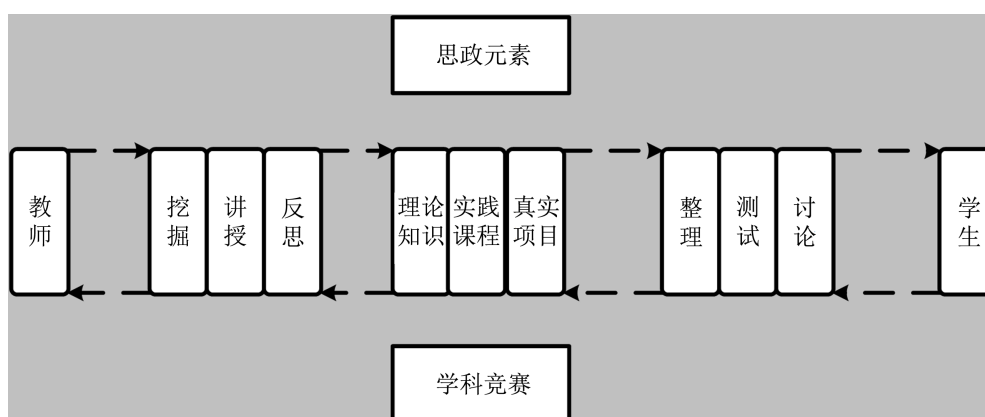 思政元素
教
师
挖
掘
讲
授
反
思
理论
知识
实践
课程
真实
项目
整
理
测
试
讨
论
学
生
学科竞赛